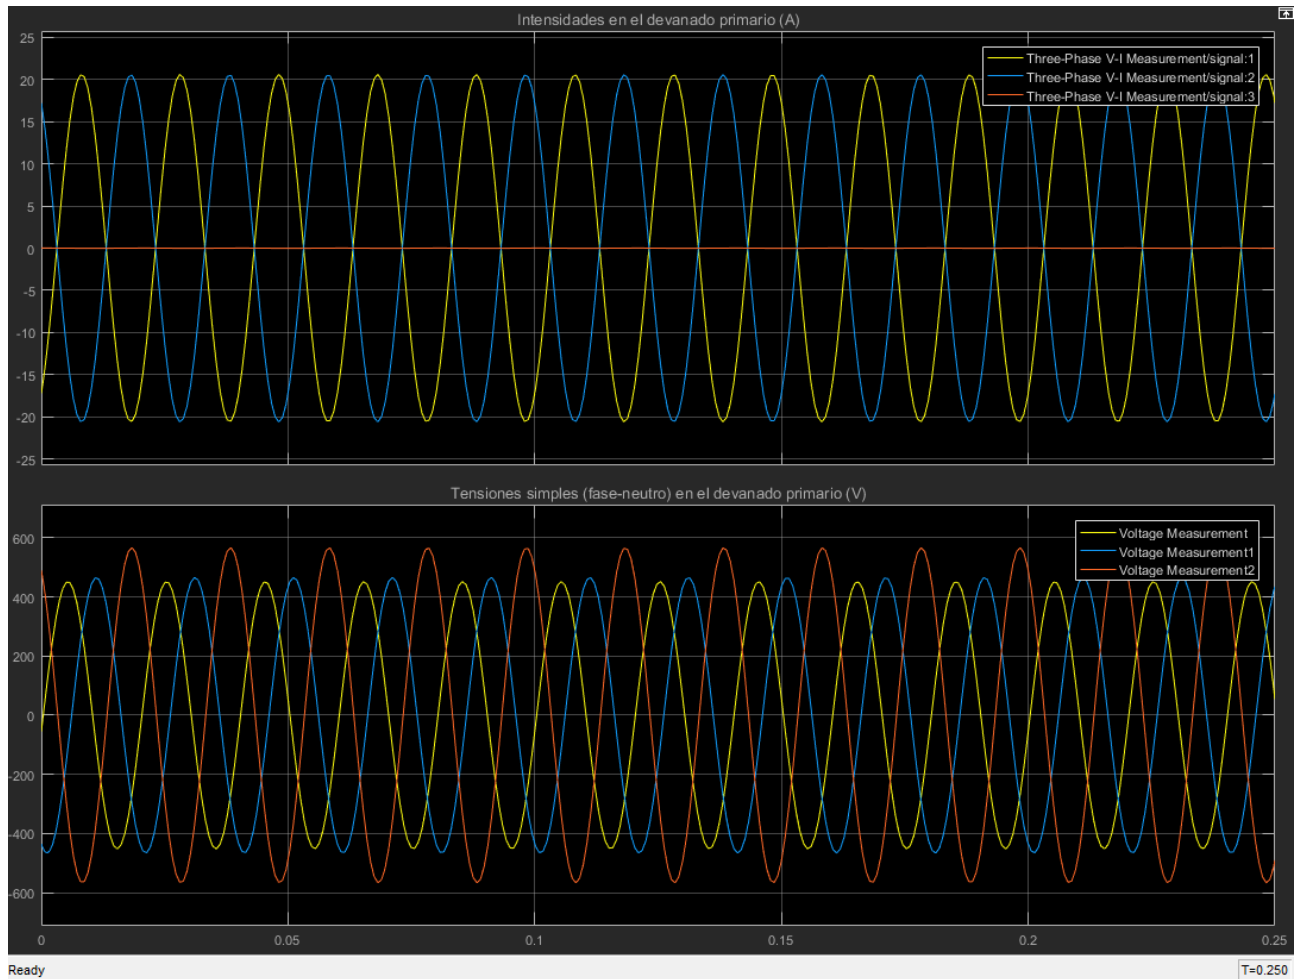 Intensidades en el devanado primario (A)
25
20
15
10
5
0
-5
-10
-15
-20
-25
Three-Phase V-I Measurement/signal:1
Three-Phase V-I Measurement/signal:2
Three-Phase V-I Measurement/signal:3
Tensiones simples (fase-neutro) en el devanado primario (V)
600
400
200
0
-200
-400
-600
Voltage Measurement
Voltage Measurement1
Voltage Measurement2
0 0.05 0.1 0.15 0.2 0.25
Ready T=0.250